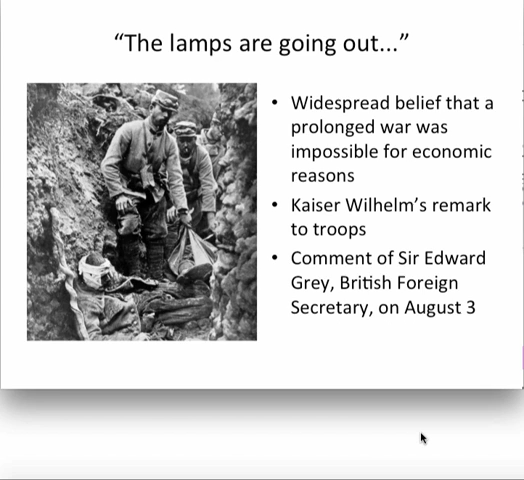 “The lamps are going out...”
• Widespread belief that a
prolonged war was
impossible for economic
reasons
• Kaiser Wilhelm’s remark
to troops
• Comment of Sir Edward
Grey, British Foreign
Secretary, on August 3